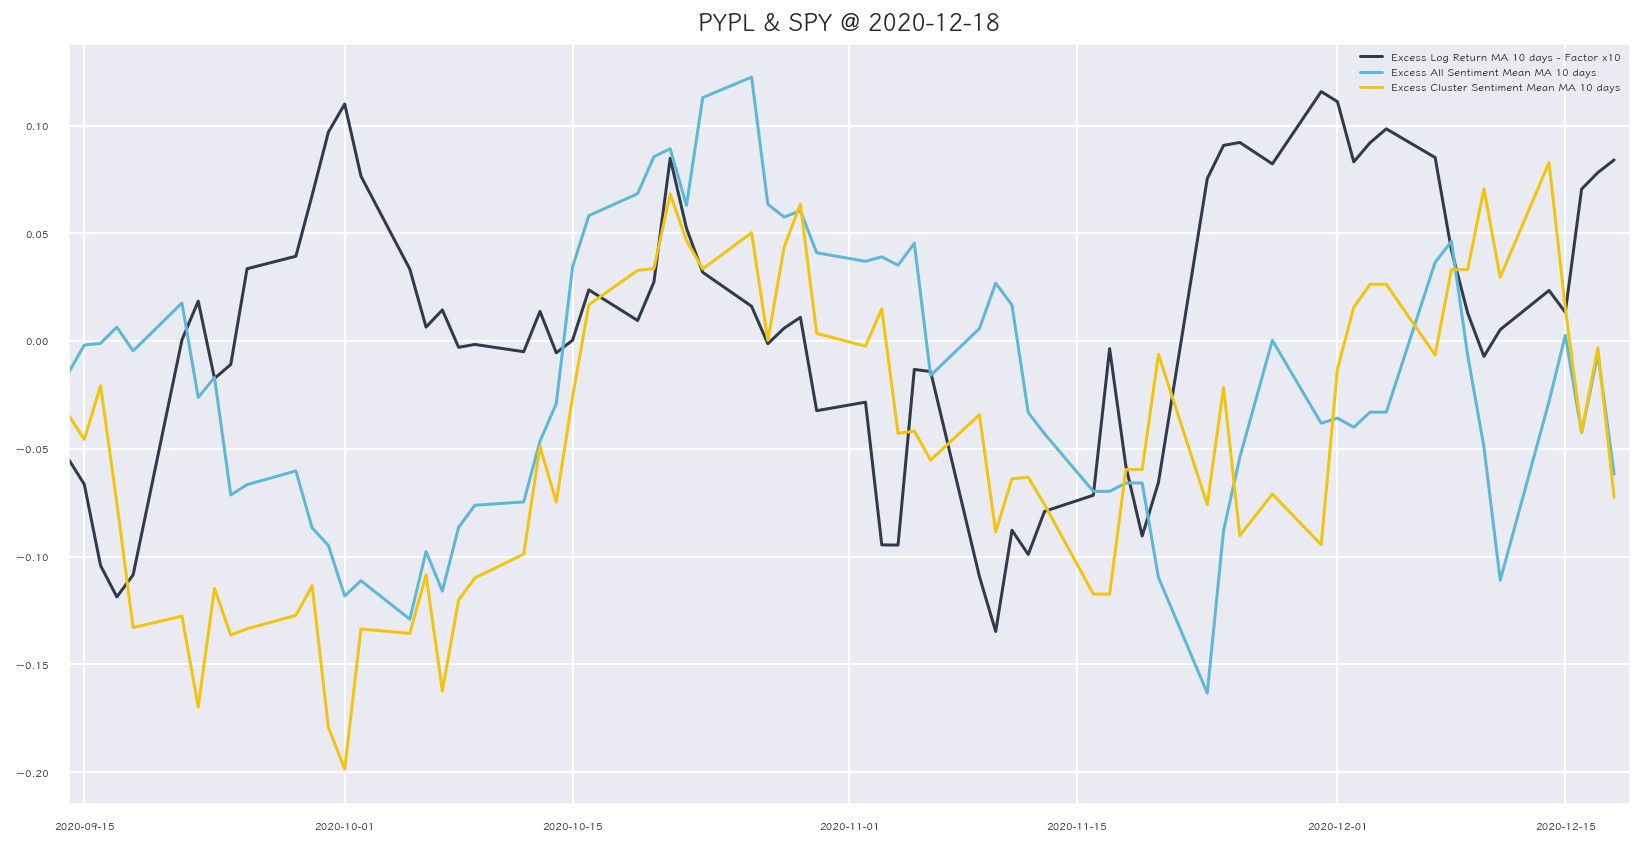 PYPL & SPY @ 2020-12-18
Excess Log Return MA 10 days - Factor x10
Excess All Sentiment Mean MA 10 days
Excess Cluster Sentiment Mean MA 10 days
0.10
0.05
0.00
−0.05
−0.10
−0.15
−0.20
2020-09-15 2020-10-01 2020-10-15 2020-11-01 2020-11-15 2020-12-01 2020-12-15